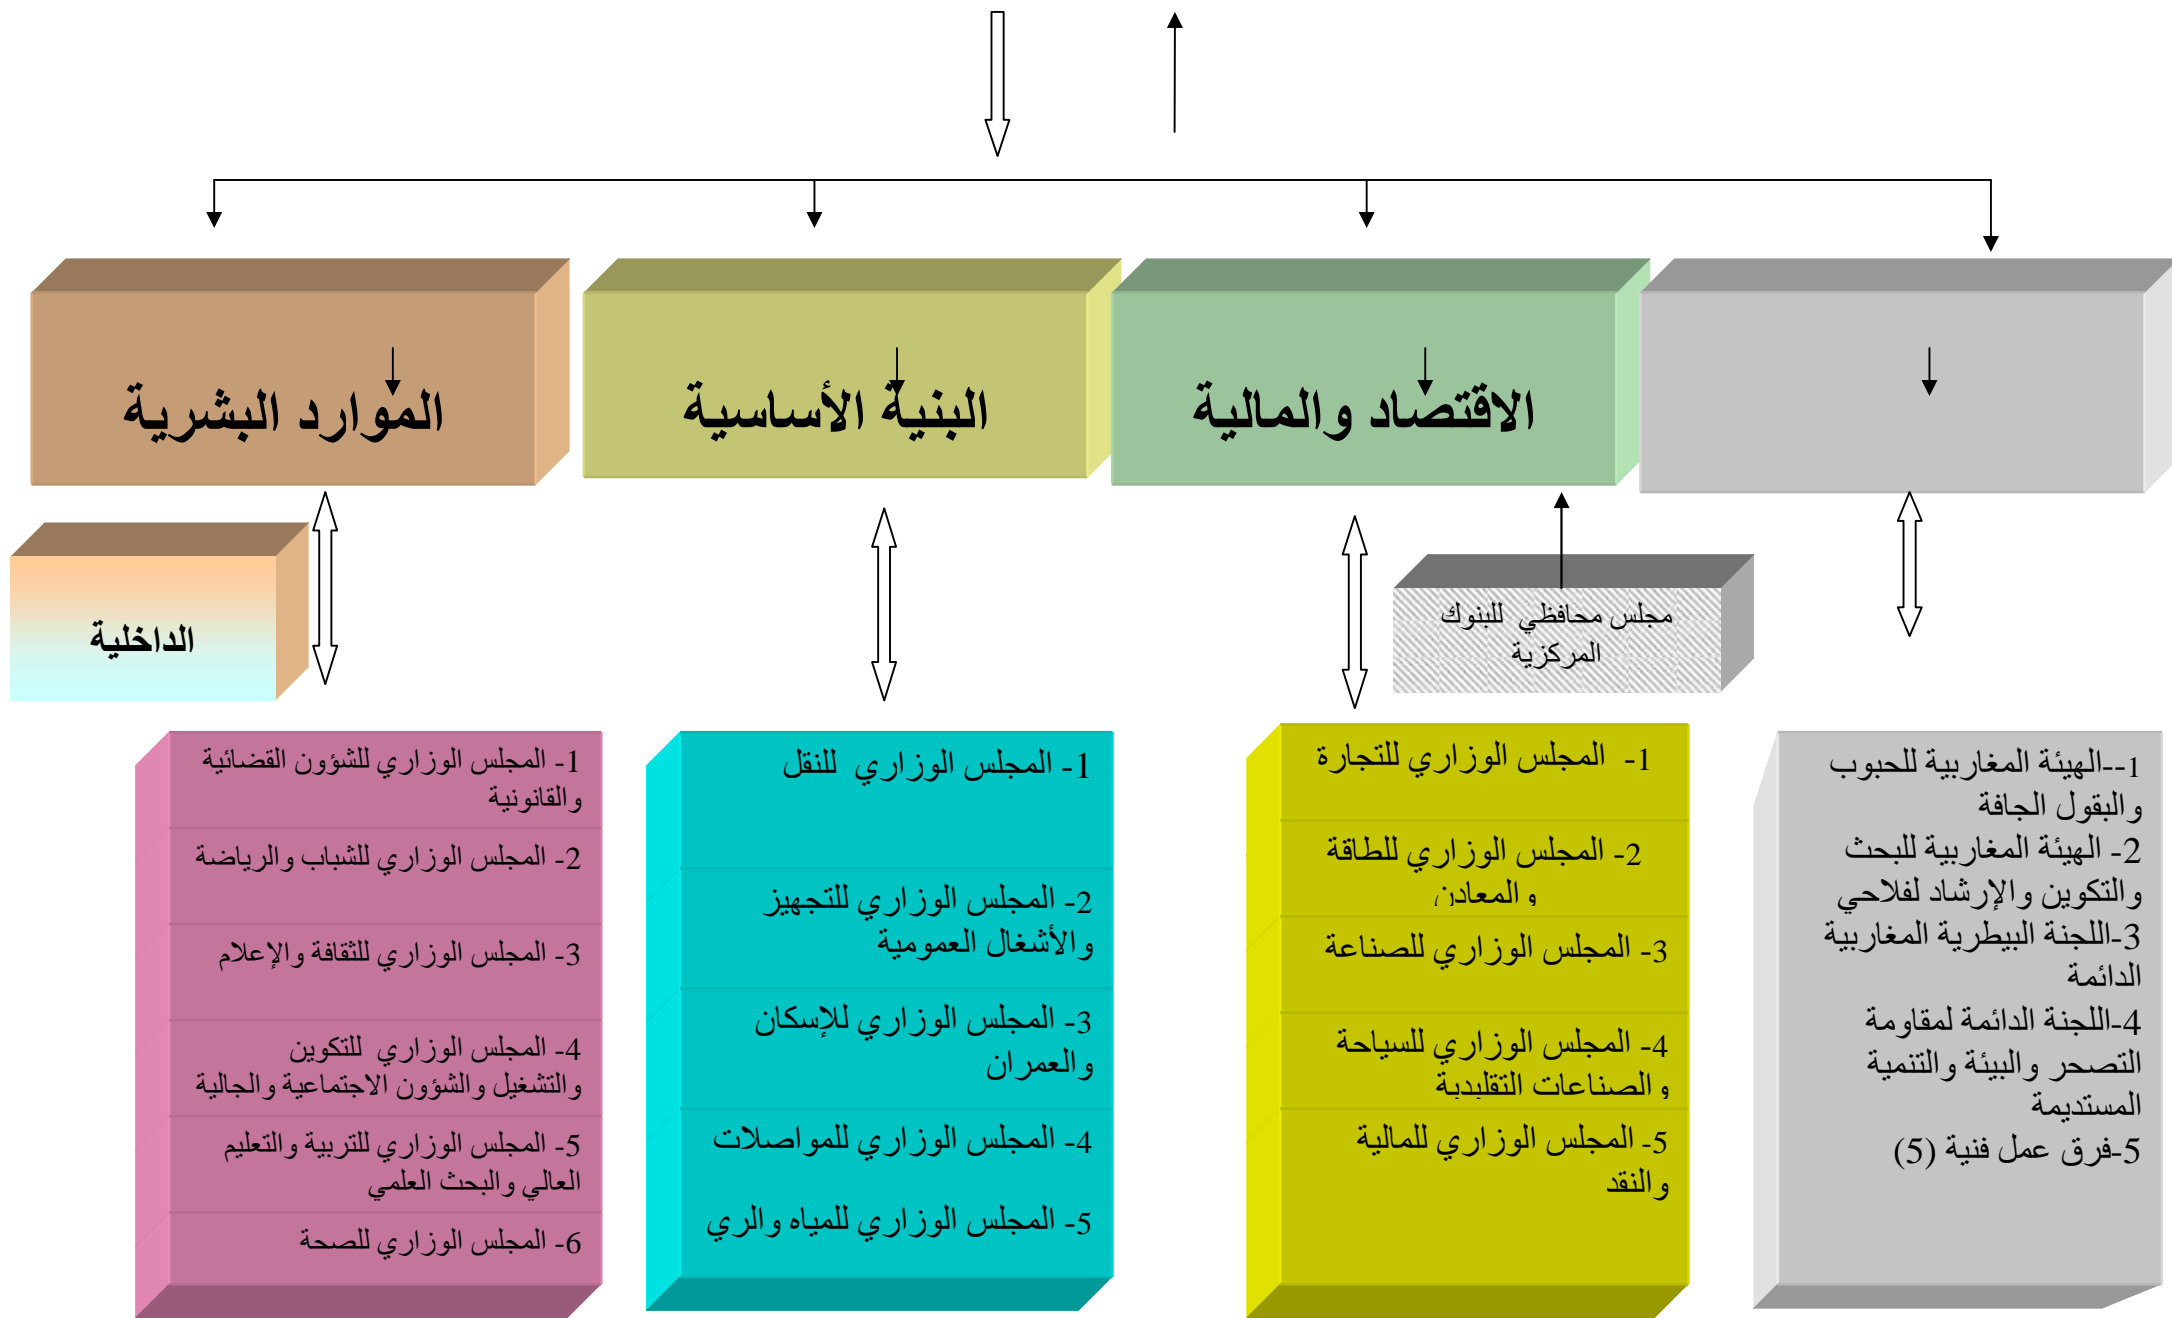 الاقتصاد والمالية
البنية الأساسية
الموارد البشرية
مجلس محافظي للبنوك
المركزية
الداخلية
1--الهيئة المغاربية للحبوب
والبقول الجافة
2- الهيئة المغاربية للبحث
والتكوين والإرشاد لفلاحي
3-اللجنة البيطرية المغاربية
الدائمة
4-اللجنة الدائمة لمقاومة
التصحر والبيئة والتنمية
المستديمة
5-فرق عمل فنية (5)
1- المجلس الوزاري للتجارة
2- المجلس الوزاري للطاقة
والمعادن
3- المجلس الوزاري للصناعة
4- المجلس الوزاري للسياحة
والصناعات التقليدية
5- المجلس الوزاري للمالية
والنقد
1- المجلس الوزاري للنقل
2- المجلس الوزاري للتجهيز
والأشغال العمومية
3- المجلس الوزاري للإسكان
والعمران
4- المجلس الوزاري للمواصلات
5- المجلس الوزاري للمياه والري
1- المجلس الوزاري للشؤون القضائية
والقانونية
2- المجلس الوزاري للشباب والرياضة
3- المجلس الوزاري للثقافة والإعلام
4- المجلس الوزاري للتكوين
والتشغيل والشؤون الاجتماعية والجالية
5- المجلس الوزاري للتربية والتعليم
العالي والبحث العلمي
6- المجلس الوزاري للصحة